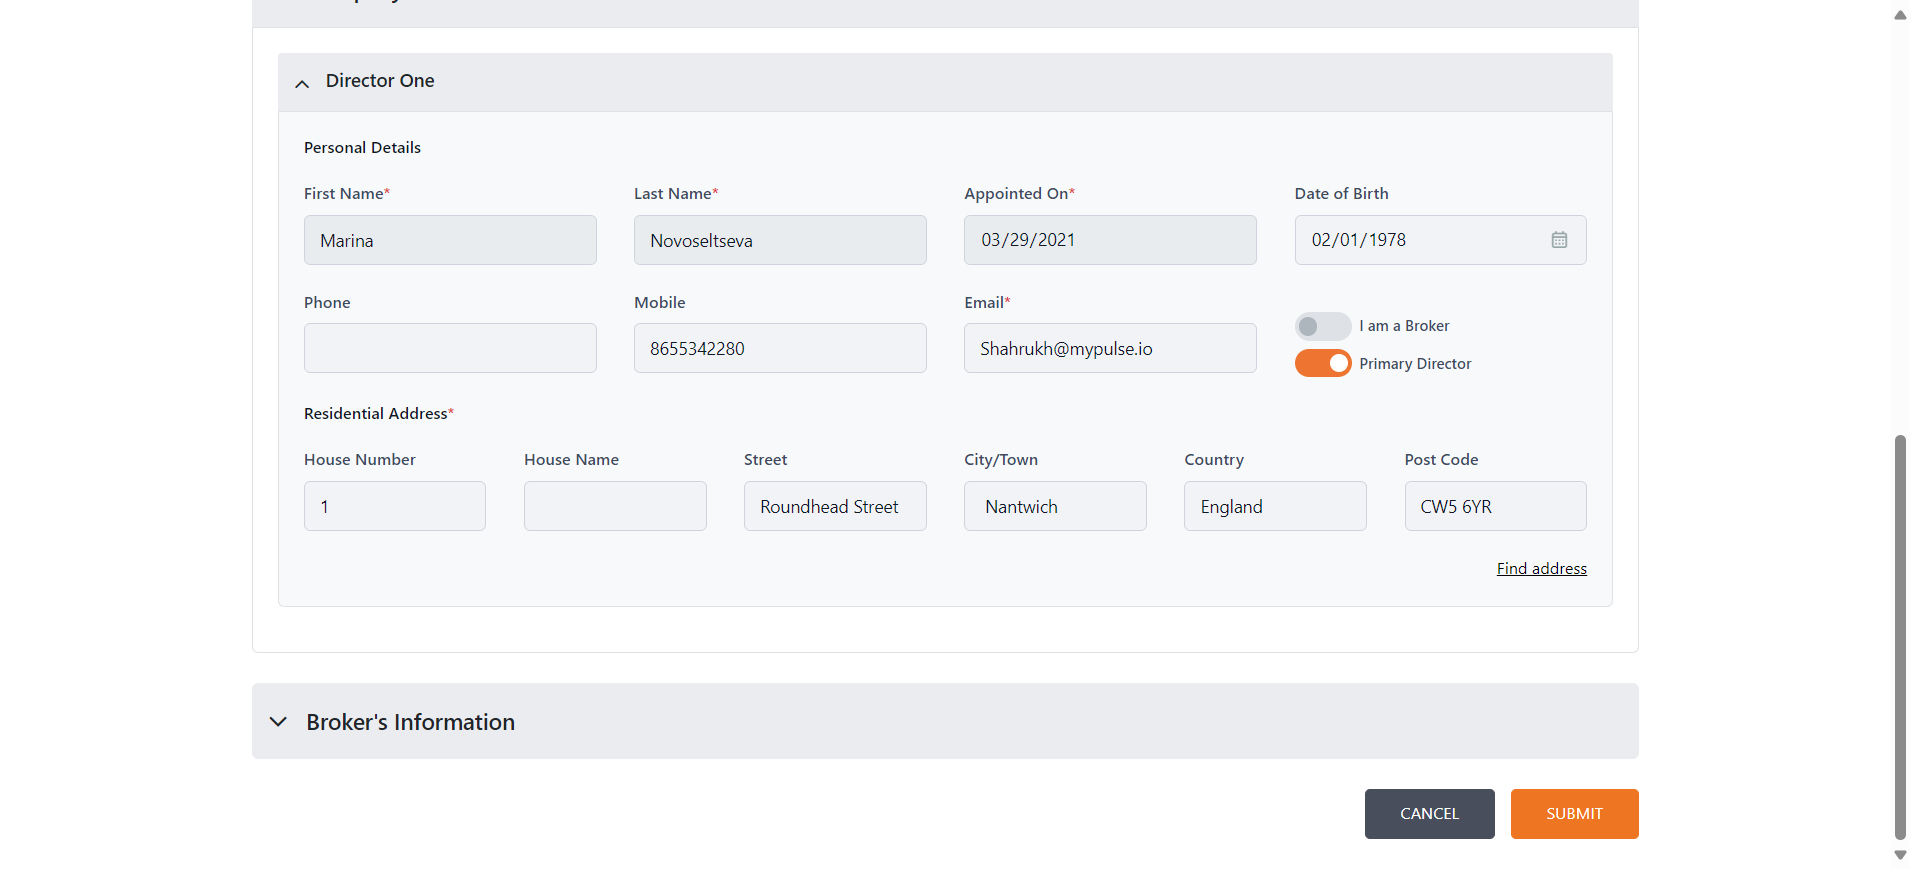 Director One
Personal Details
First Name* Last Name* Appointed On* Date of Birth
Marina Novoseltseva 03/29/2021 02/01/1978
Phone Mobile Email*
I am a Broker
8655342280 Shahrukh@mypulse.io
Primary Director
Residential Address*
House Number House Name Street City/Town Country Post Code
1 Roundhead Street Nantwich England CW5 6YR
Find address
Broker's Information
CANCEL SUBMIT